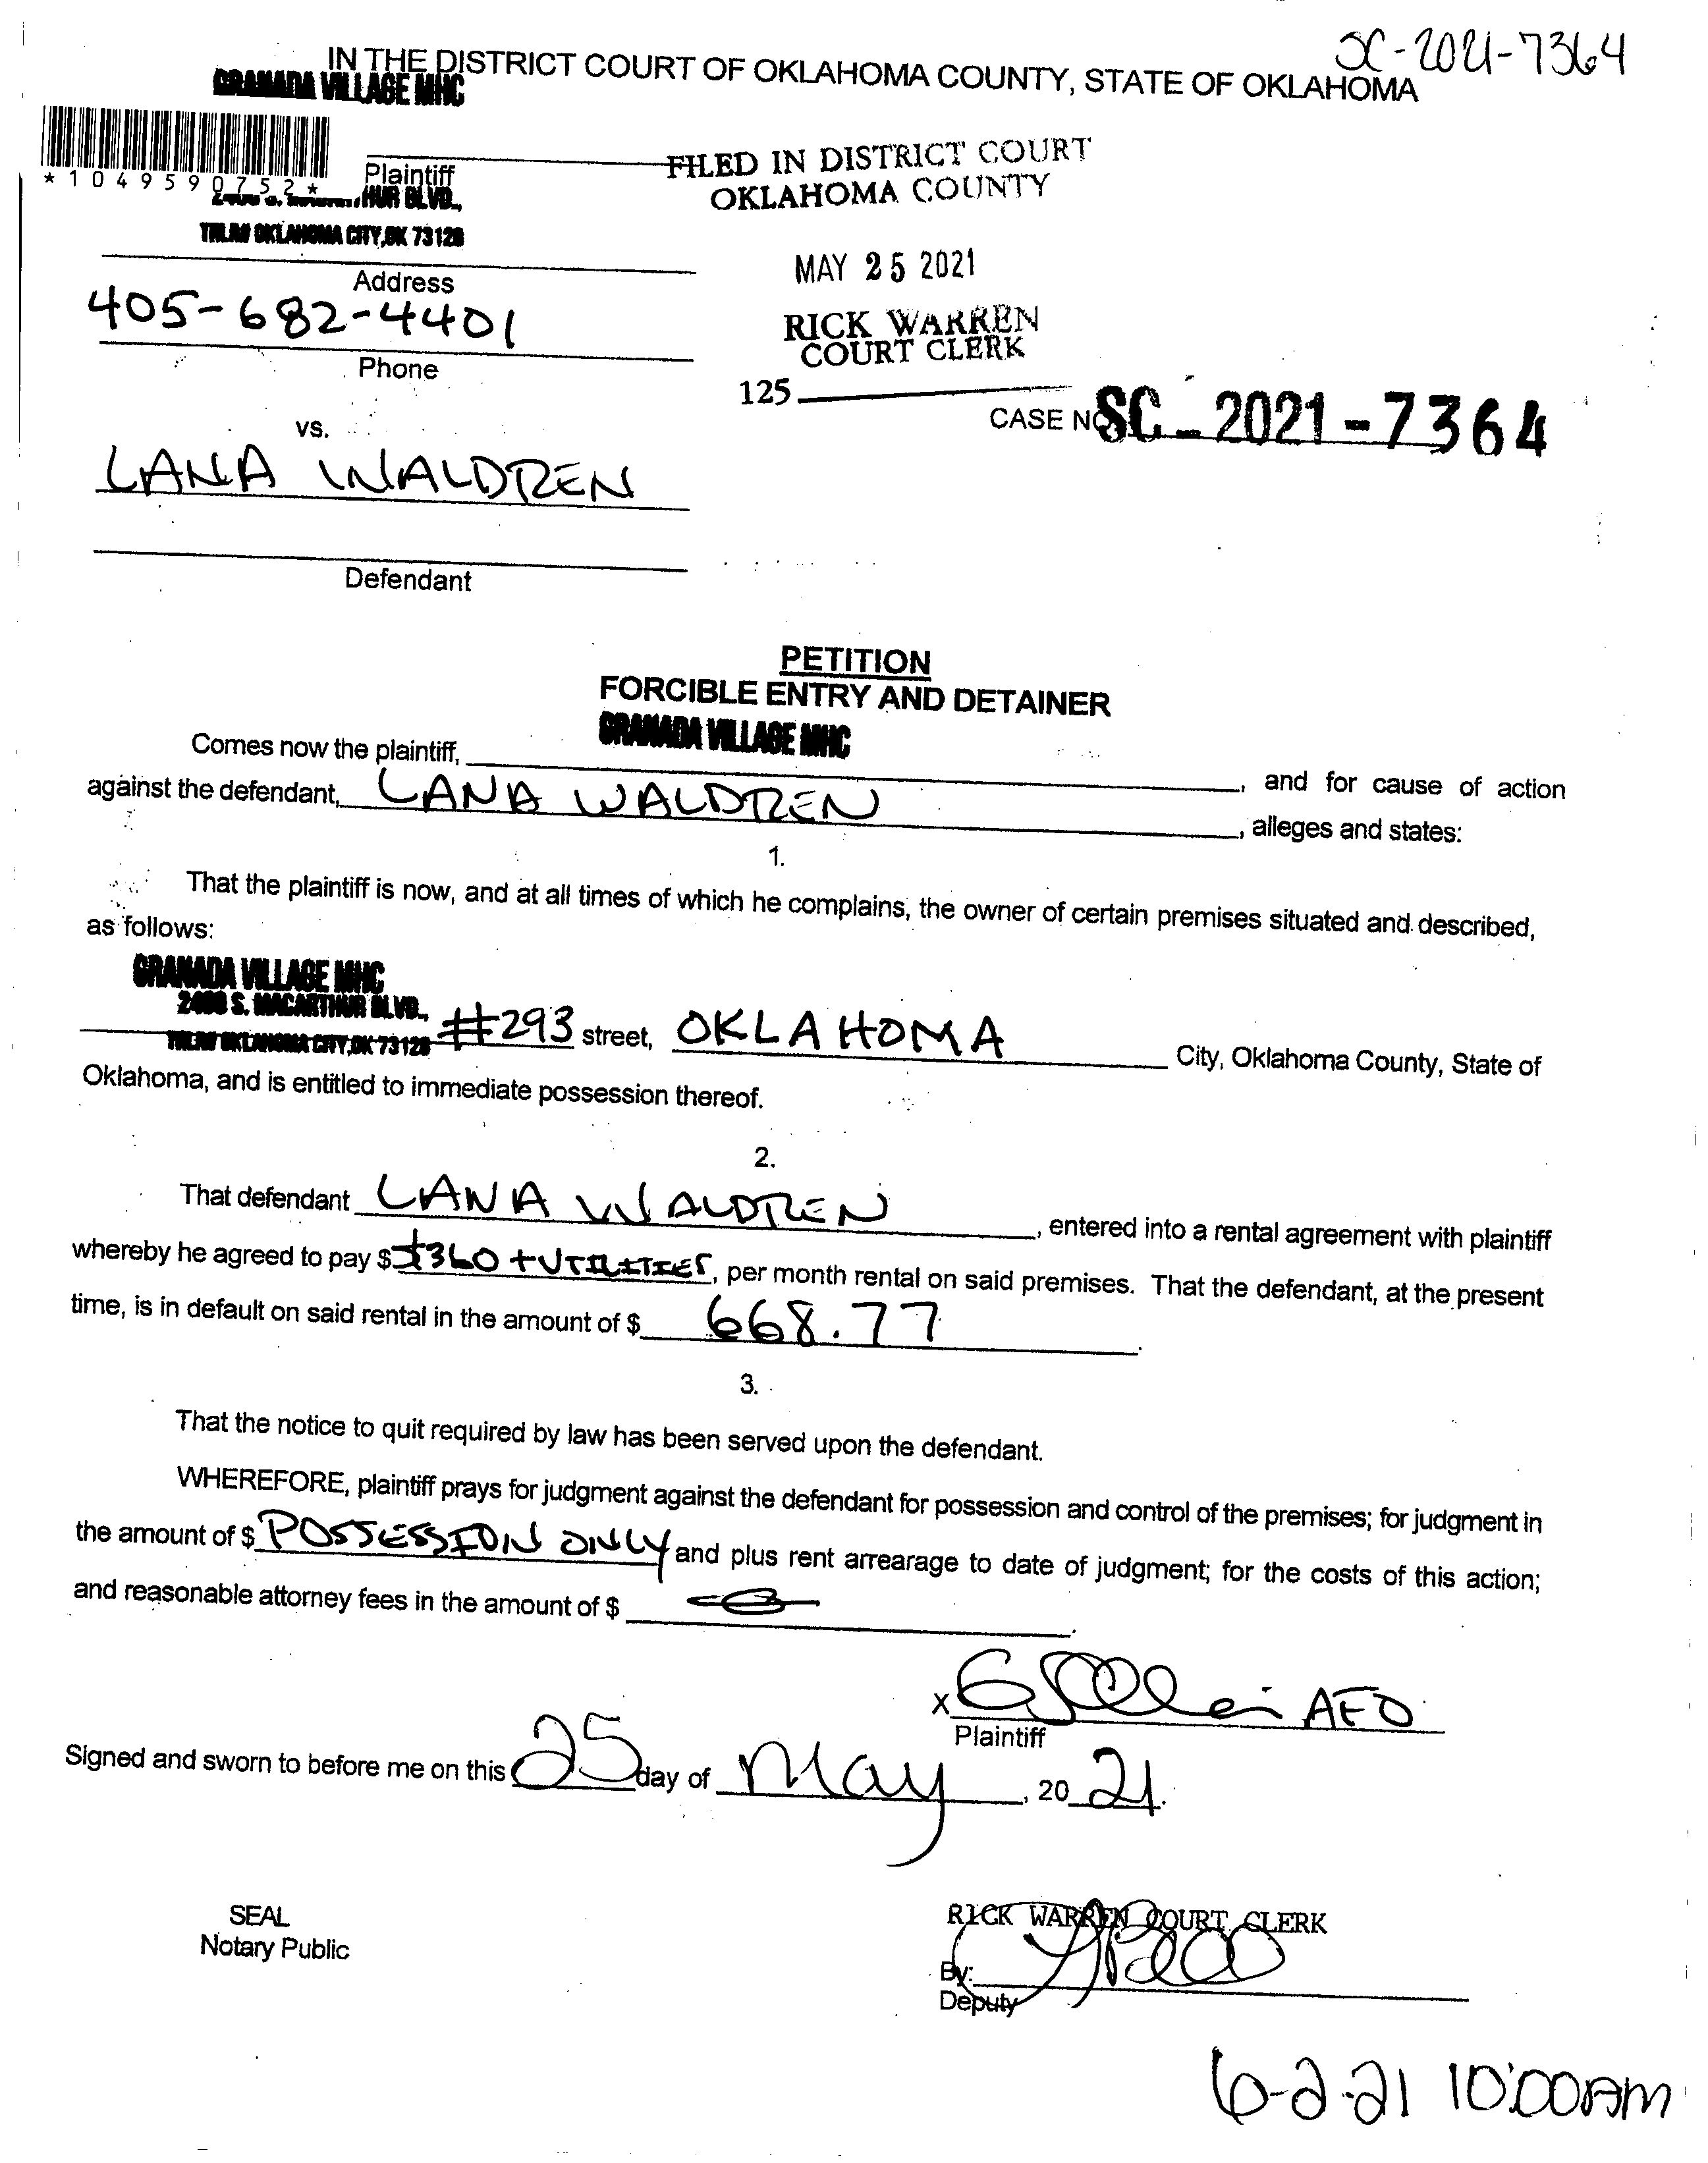 SC-2021-7364
IN THE DISTRICT COURT OF OKLAHOMA COUNTY, STATE OF OKLAHOMA
GRANADA VILLAGE MHC
*1049590752*
Plaintiff
HUR BLVD.,
OKLAHOMA CITY, OK 73128
Address
405-682-4401
Phone
FILED IN DISTRICT COURT
OKLAHOMA COUNTY
MAY 25 2021
RICK WARREN
COURT CLERK
125
CASE NO. SC-2021-7364
vs.
LANA WALDREN
Defendant
PETITION
FORCIBLE ENTRY AND DETAINER
GRANADA VILLAGE MHC
Comes now the plaintiff, , and for cause of action
against the defendant, LANA WALDREN, alleges and states:
1.
That the plaintiff is now, and at all times of which he complains, the owner of certain premises situated and described,
as follows:
GRANADA VILLAGE MHC
2400 S. MACARTHUR BLVD.,
OKLAHOMA CITY, OK 73128 #293 street, OKLAHOMA City, Oklahoma County, State of
Oklahoma, and is entitled to immediate possession thereof.
2.
That defendant LANA WALDREN, entered into a rental agreement with plaintiff
whereby he agreed to pay $ $360 + UTILITIES, per month rental on said premises. That the defendant, at the present
time, is in default on said rental in the amount of $ 668.77.
3.
That the notice to quit required by law has been served upon the defendant.
WHEREFORE, plaintiff prays for judgment against the defendant for possession and control of the premises; for judgment in
the amount of $ POSSESSION ONLY and plus rent arrearage to date of judgment; for the costs of this action;
and reasonable attorney fees in the amount of $
X AEO
Plaintiff
Signed and sworn to before me on this 25 day of May, 20 21.
SEAL
Notary Public
RICK WARREN COURT CLERK
By:
Deputy
6-2-21 10:00AM